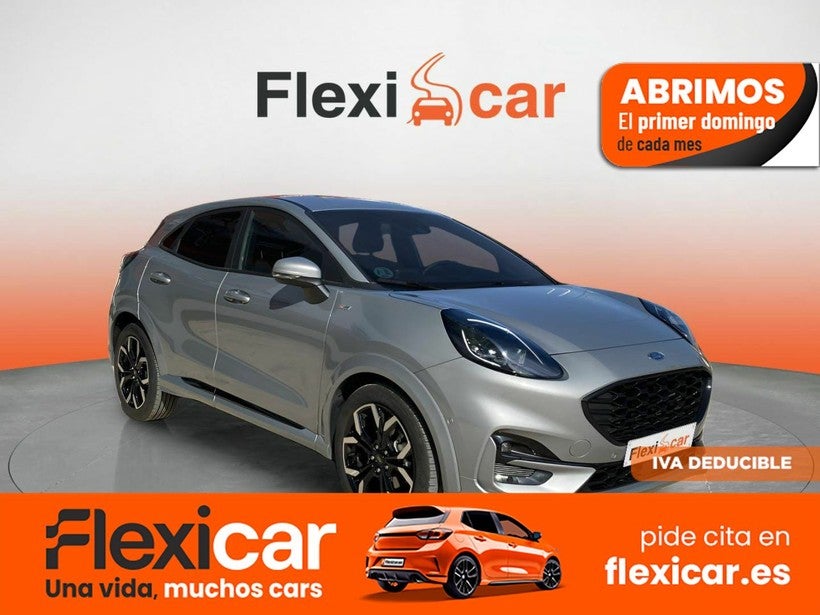 Flexicar
ABRIMOS
El primer domingo
de cada mes
Flexicar
IVA DEDUCIBLE
Flexicar
Una vida, muchos cars
pide cita en
flexicar.es